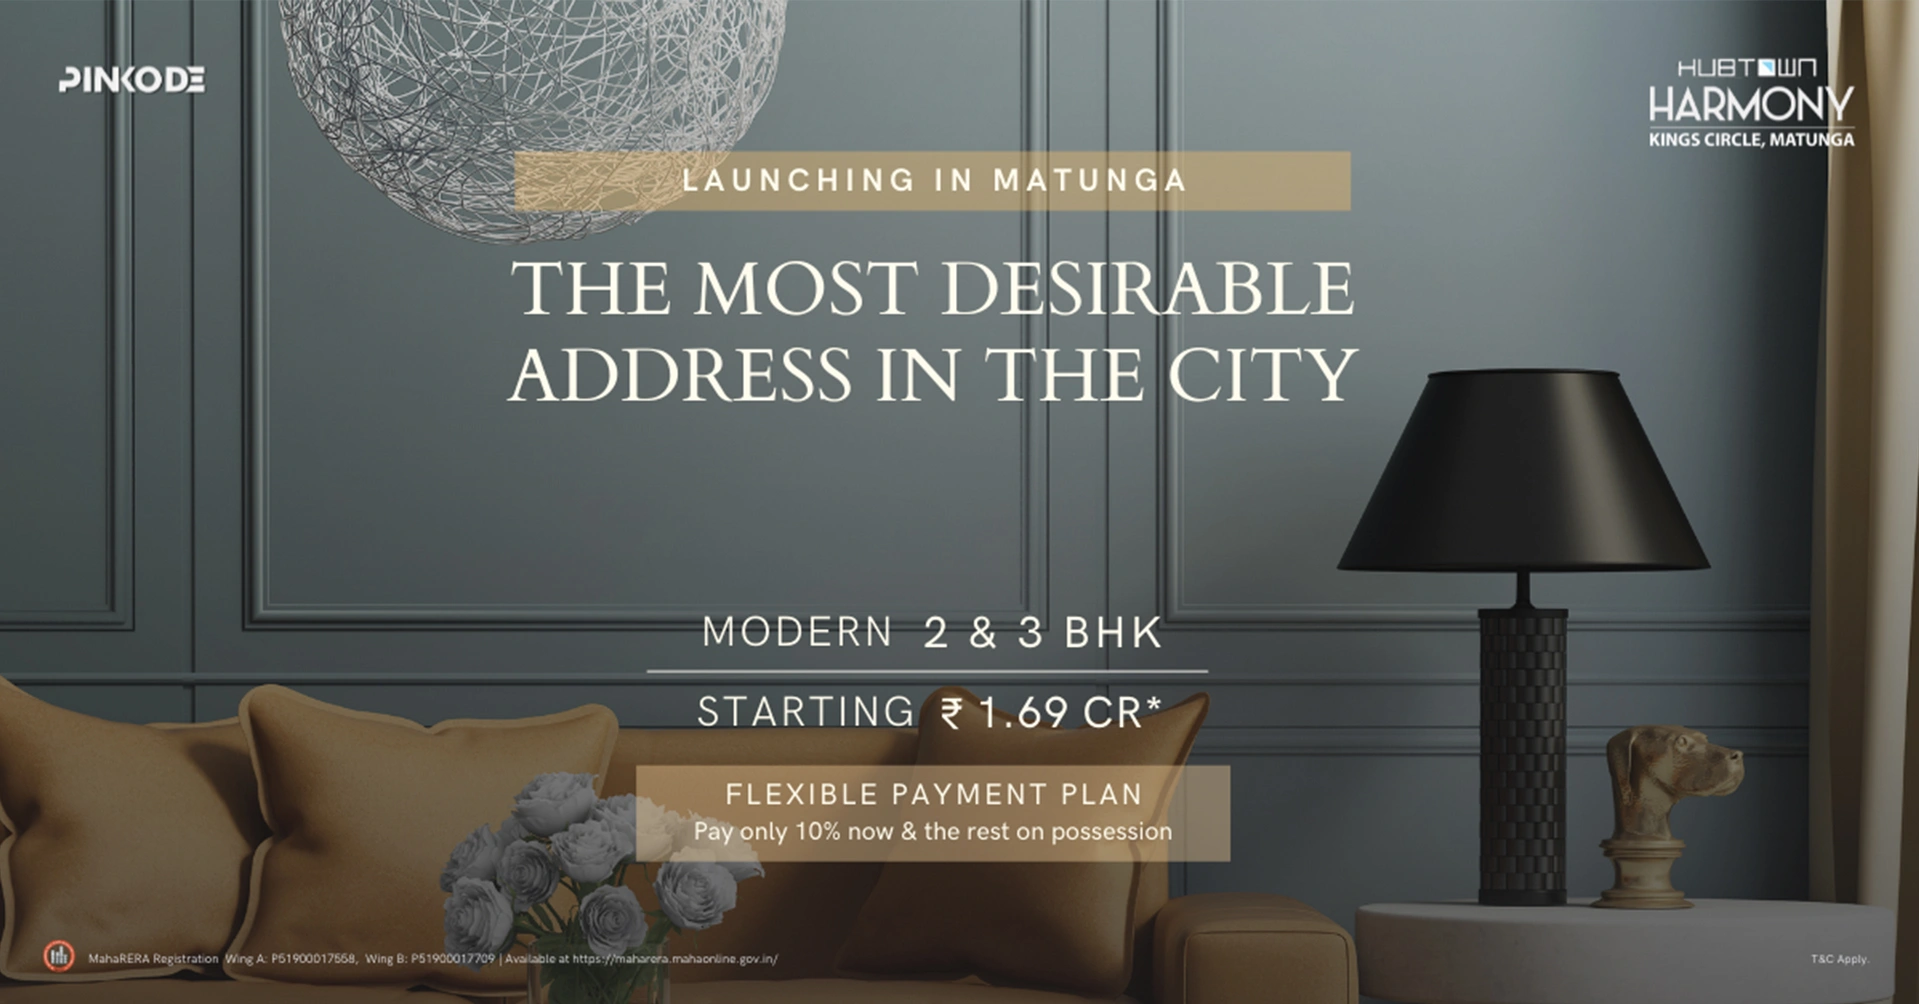 PINKODE
HUBTOWN
HARMONY
KINGS CIRCLE, MATUNGA
LAUNCHING IN MATUNGA
THE MOST DESIRABLE
ADDRESS IN THE CITY
MODERN 2 & 3 BHK
STARTING ₹ 1.69 CR*
FLEXIBLE PAYMENT PLAN
Pay only 10% now & the rest on possession
MahaRERA Registration Wing A: P51900017558, Wing B: P51900017709 | Available at https://maharera.mahaonline.gov.in/
T&C Apply.